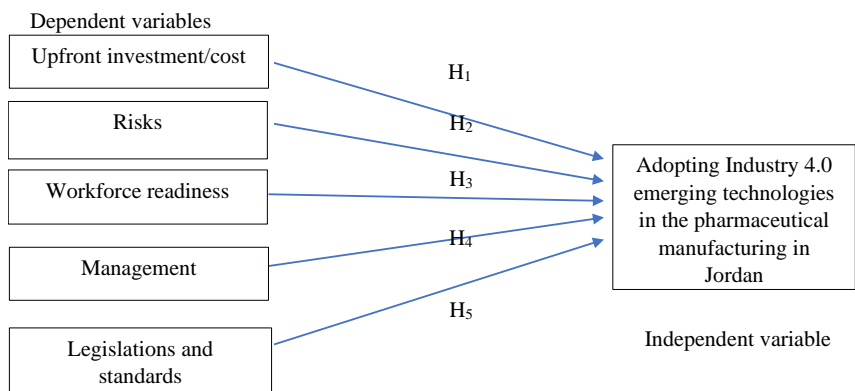 Dependent variables
Upfront investment/cost
Risks
Workforce readiness
Management
Legislations and
standards
H₁
H₂
H₃
H₄
H₅
Adopting Industry 4.0
emerging technologies
in the pharmaceutical
manufacturing in
Jordan
Independent variable